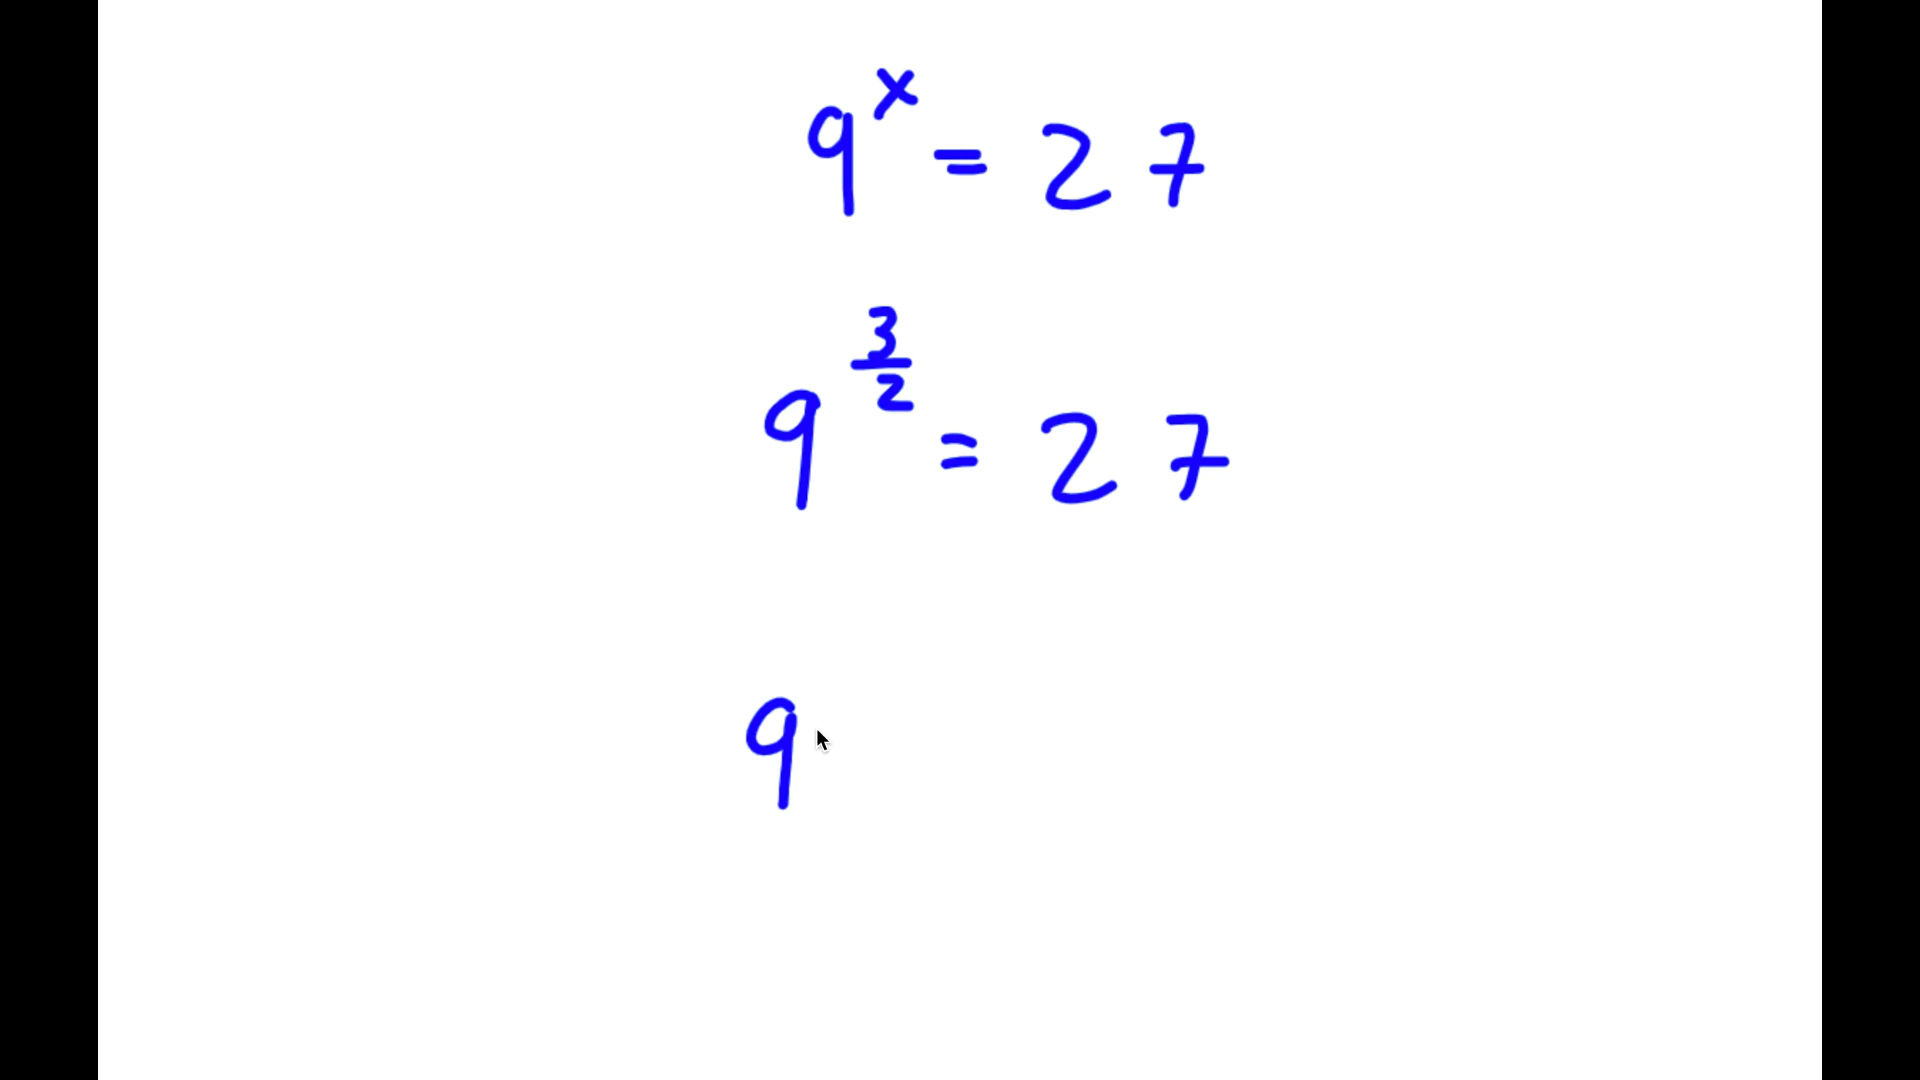 9^x = 27
9^(3/2) = 27
9